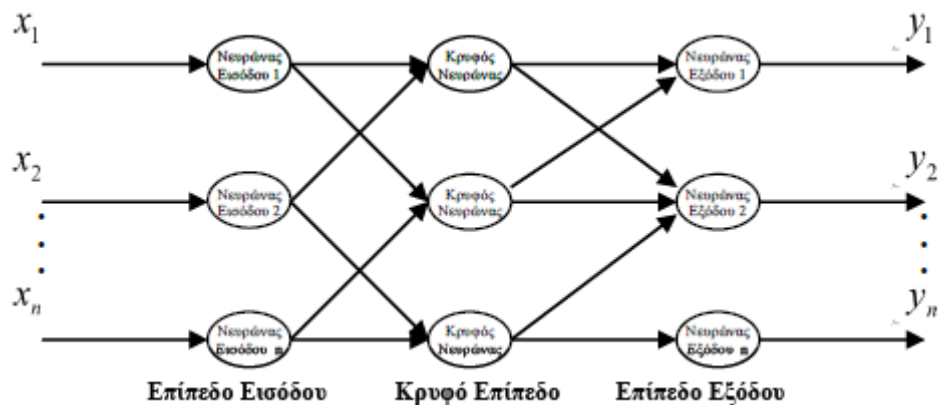 x1 y1
Νευρώνας Κρυφός Νευρώνας
Εισόδου 1 Νευρώνας Εξόδου 1
x2 y2
Νευρώνας Κρυφός Νευρώνας
Εισόδου 2 Νευρώνας Εξόδου 2
xn yn
Νευρώνας Κρυφός Νευρώνας
Εισόδου n Νευρώνας Εξόδου n
Επίπεδο Εισόδου Κρυφό Επίπεδο Επίπεδο Εξόδου